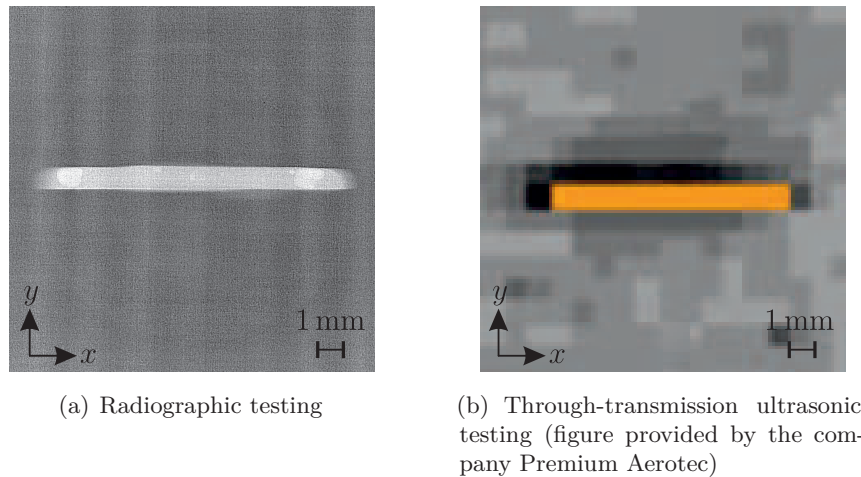 y
x
1 mm
y
x
1 mm
(a) Radiographic testing
(b) Through-transmission ultrasonic
testing (figure provided by the com-
pany Premium Aerotec)